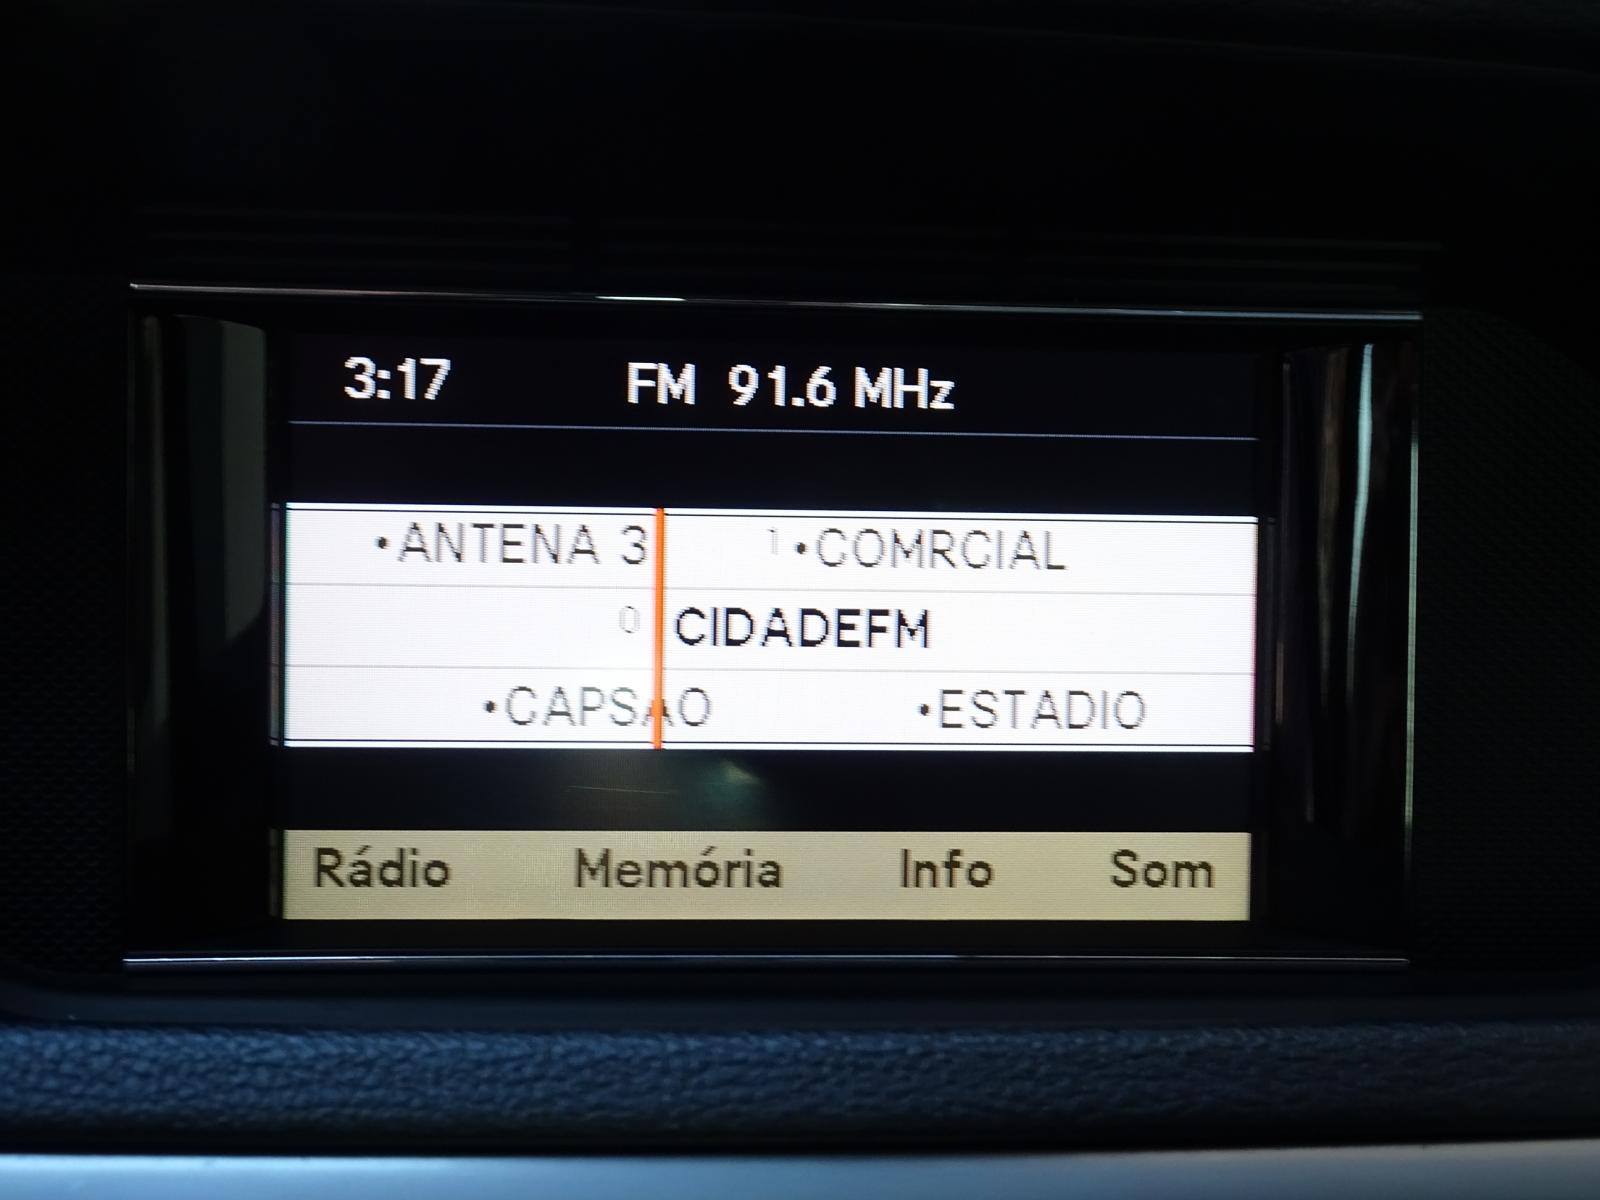 3:17 FM 91.6 MHz
•ANTENA 3 1 •COMRCIAL
0 CIDADEFM
•CAPSAO •ESTADIO
Rádio Memória Info Som